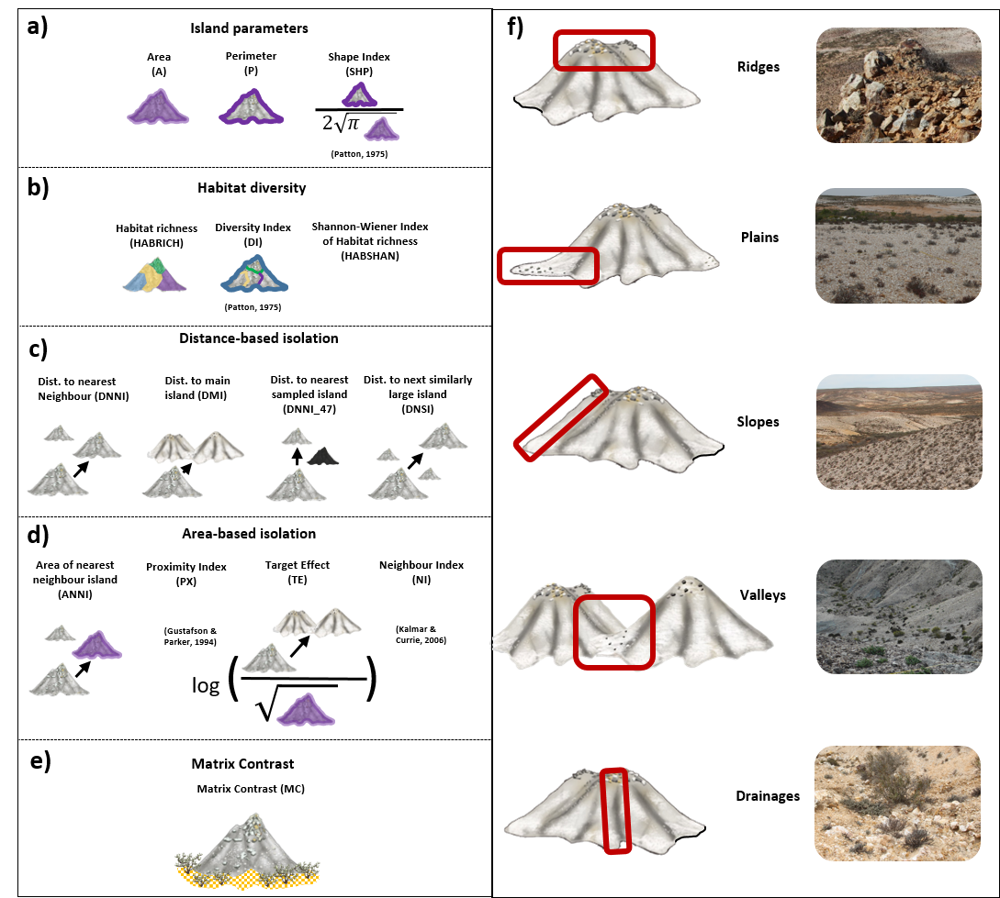 a)
Island parameters
Area
(A)
Perimeter
(P)
Shape Index
(SHP)
2√π
(Patton, 1975)
b)
Habitat diversity
Habitat richness
(HABRICH)
Diversity Index
(DI)
(Patton, 1975)
Shannon-Wiener Index
of Habitat richness
(HABSHAN)
c)
Distance-based isolation
Dist. to nearest
Neighbour (DNNI)
Dist. to main
island (DMI)
Dist. to nearest
sampled island
(DNNI_47)
Dist. to next similarly
large island
(DNSI)
d)
Area-based isolation
Area of nearest
neighbour island
(ANNI)
Proximity Index
(PX)
(Gustafson &
Parker, 1994)
Target Effect
(TE)
log ( √ )
Neighbour Index
(NI)
(Kalmar &
Currie, 2006)
e)
Matrix Contrast
Matrix Contrast (MC)
f)
Ridges
Plains
Slopes
Valleys
Drainages